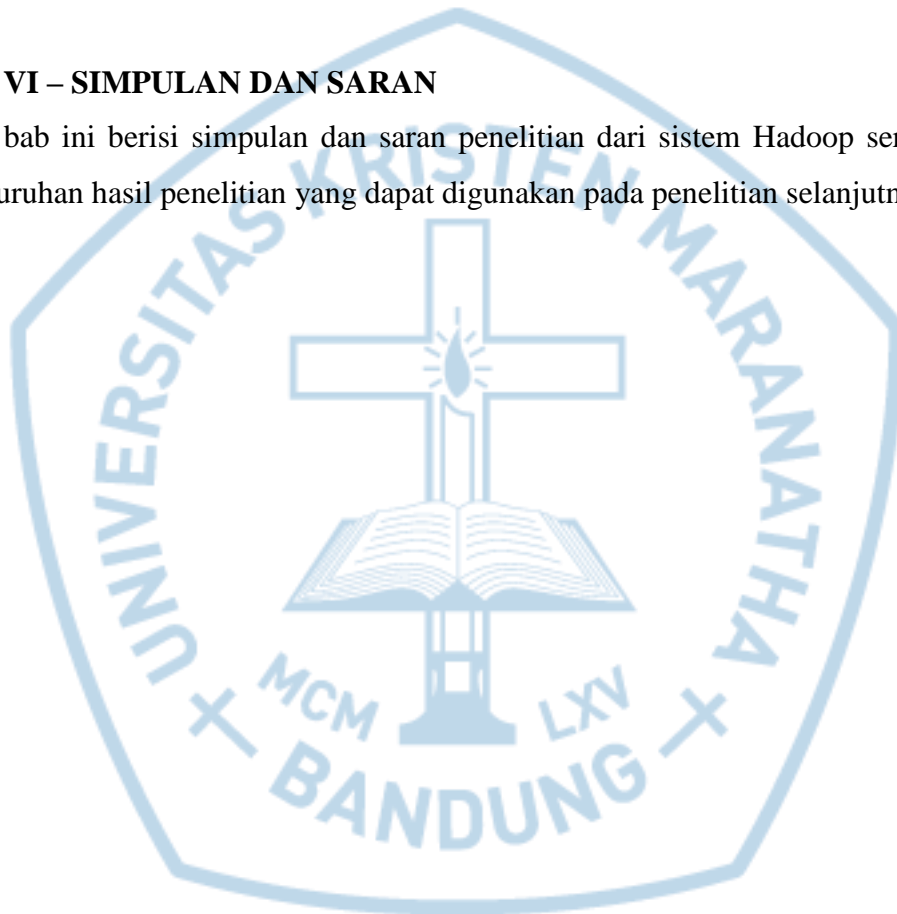 VI – SIMPULAN DAN SARAN
bab ini berisi simpulan dan saran penelitian dari sistem Hadoop ser
uruhan hasil penelitian yang dapat digunakan pada penelitian selanjutn
UNIVERSITAS KRISTEN MARANATHA
MCM LXV
BANDUNG